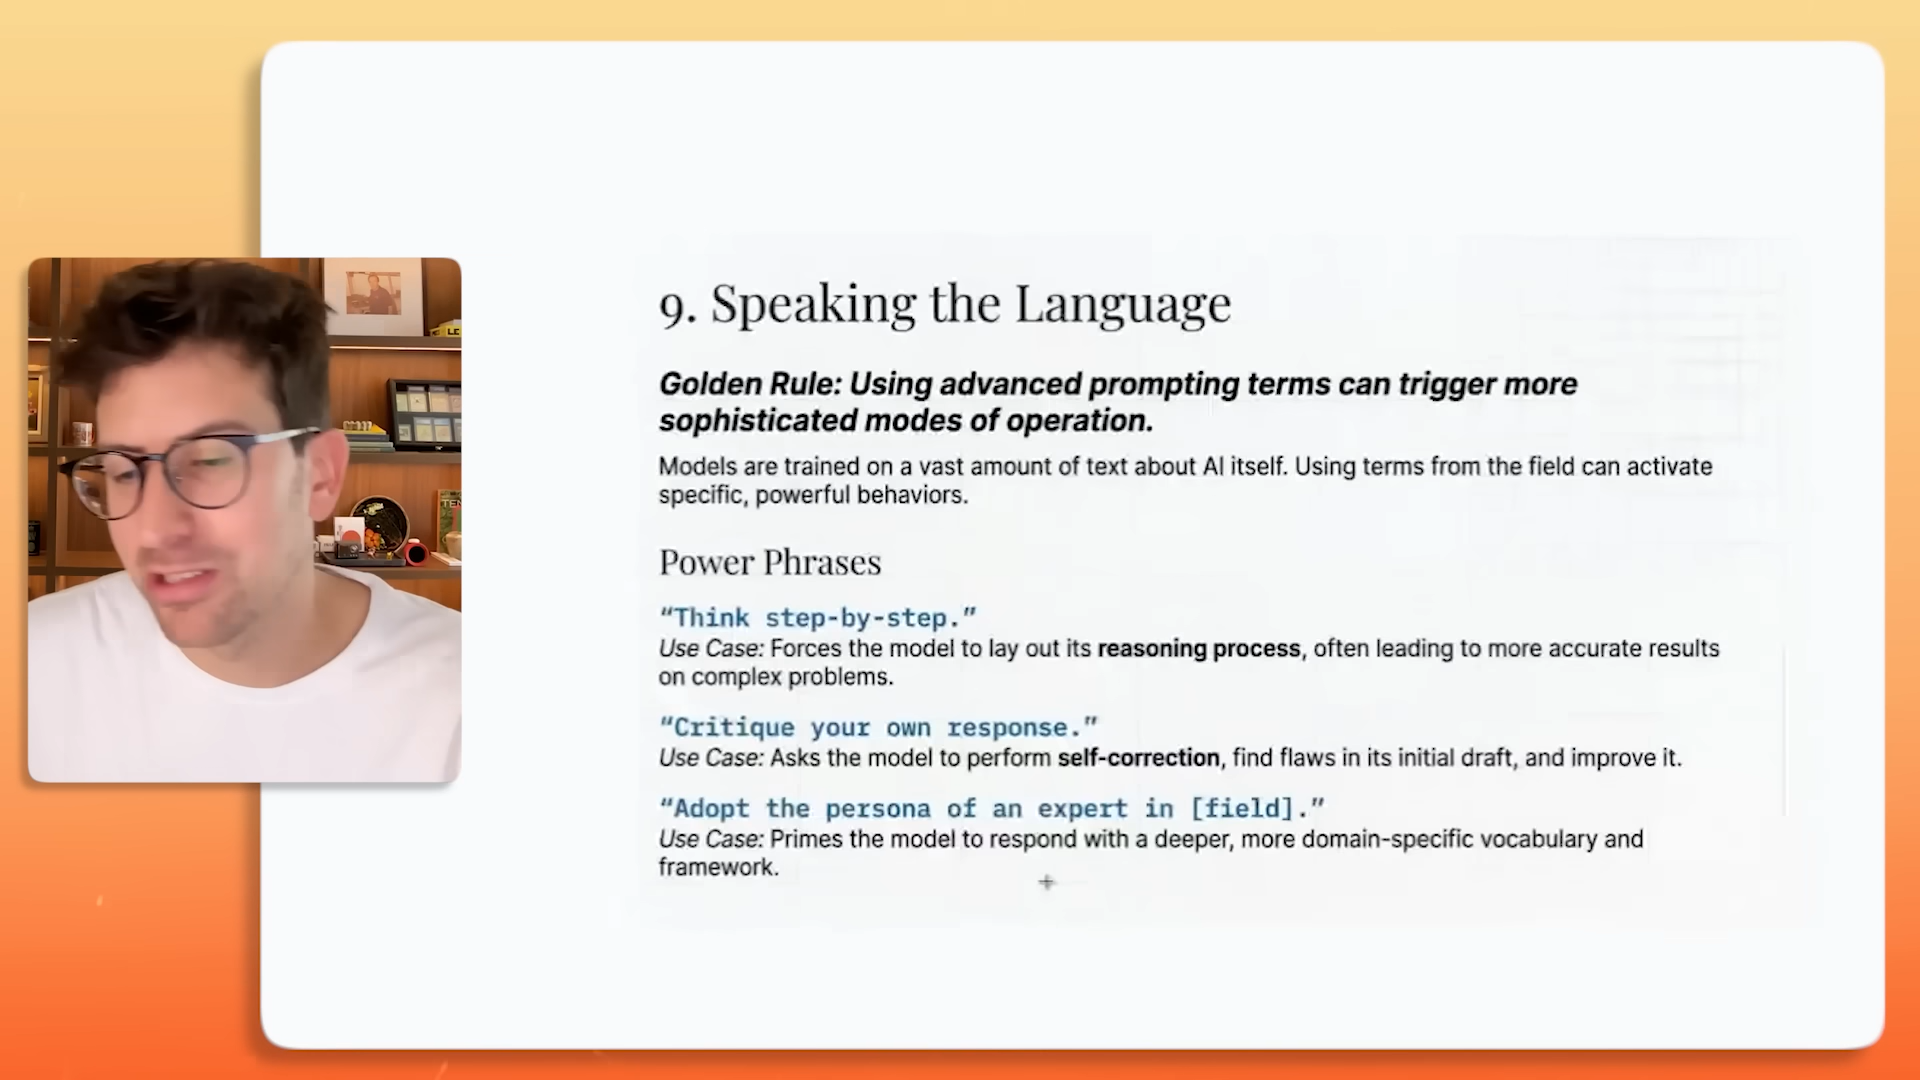 9. Speaking the Language
Golden Rule: Using advanced prompting terms can trigger more
sophisticated modes of operation.
Models are trained on a vast amount of text about AI itself. Using terms from the field can activate
specific, powerful behaviors.
Power Phrases
“Think step-by-step.”
Use Case: Forces the model to lay out its reasoning process, often leading to more accurate results
on complex problems.
“Critique your own response.”
Use Case: Asks the model to perform self-correction, find flaws in its initial draft, and improve it.
“Adopt the persona of an expert in [field].”
Use Case: Primes the model to respond with a deeper, more domain-specific vocabulary and
framework.